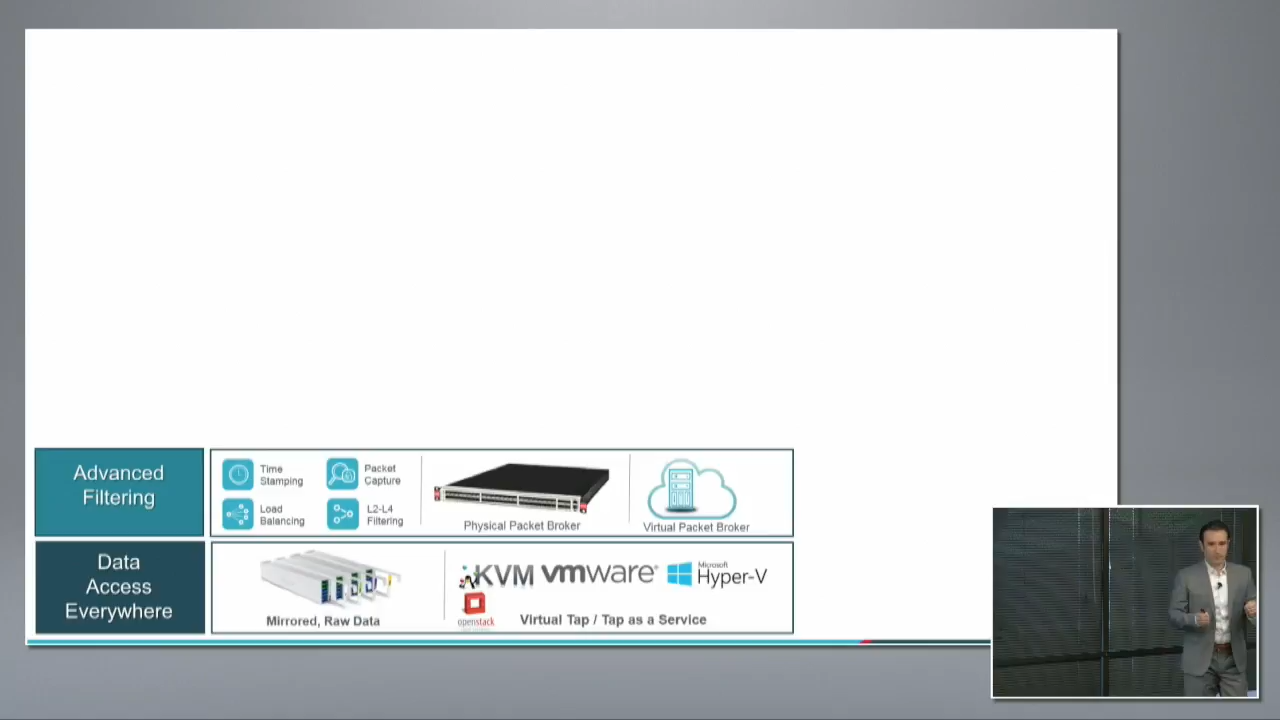 Advanced
Filtering
Time
Stamping
Packet
Capture
Load
Balancing
L2-L4
Filtering
Physical Packet Broker
Virtual Packet Broker
Data
Access
Everywhere
Mirrored, Raw Data
KVM
vmware
Microsoft
Hyper-V
openstack
Virtual Tap / Tap as a Service